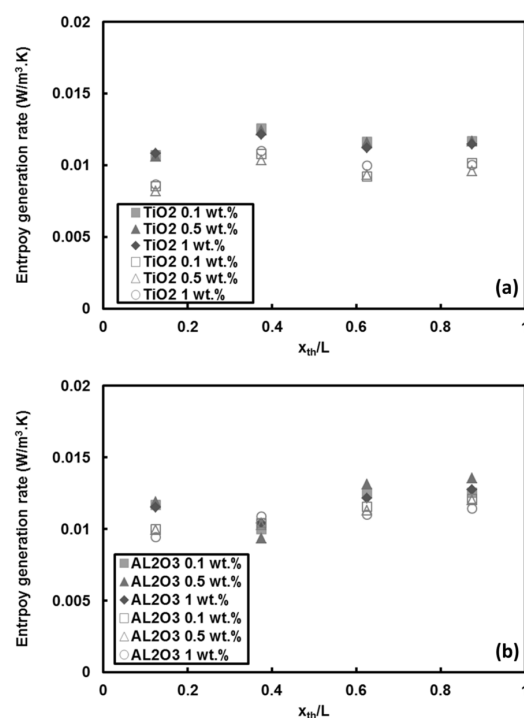 0.02
0.015
0.01
0.005
0
Entrpoy generation rate (W/m³.K)
TiO2 0.1 wt.%
TiO2 0.5 wt.%
TiO2 1 wt.%
TiO2 0.1 wt.%
TiO2 0.5 wt.%
TiO2 1 wt.%
(a)
0 0.2 0.4 0.6 0.8 1
xth/L
0.02
0.015
0.01
0.005
0
Entrpoy generation rate (W/m³.K)
AL2O3 0.1 wt.%
AL2O3 0.5 wt.%
AL2O3 1 wt.%
AL2O3 0.1 wt.%
AL2O3 0.5 wt.%
AL2O3 1 wt.%
(b)
0 0.2 0.4 0.6 0.8 1
xth/L